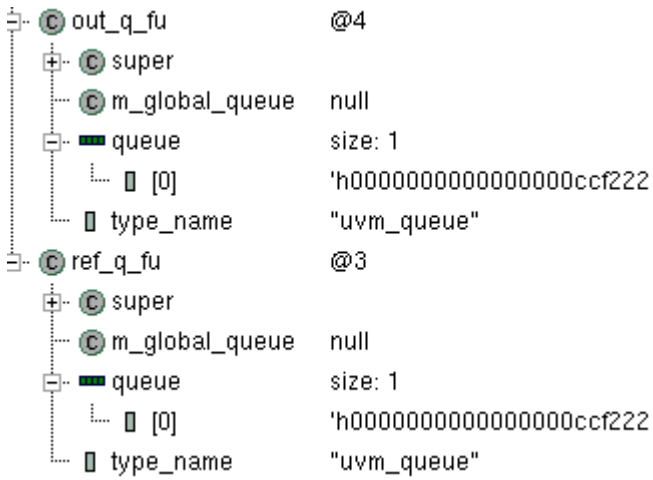 out_q_fu @4
super
m_global_queue null
queue size: 1
[0] 'h0000000000000000ccf222
type_name "uvm_queue"
ref_q_fu @3
super
m_global_queue null
queue size: 1
[0] 'h0000000000000000ccf222
type_name "uvm_queue"